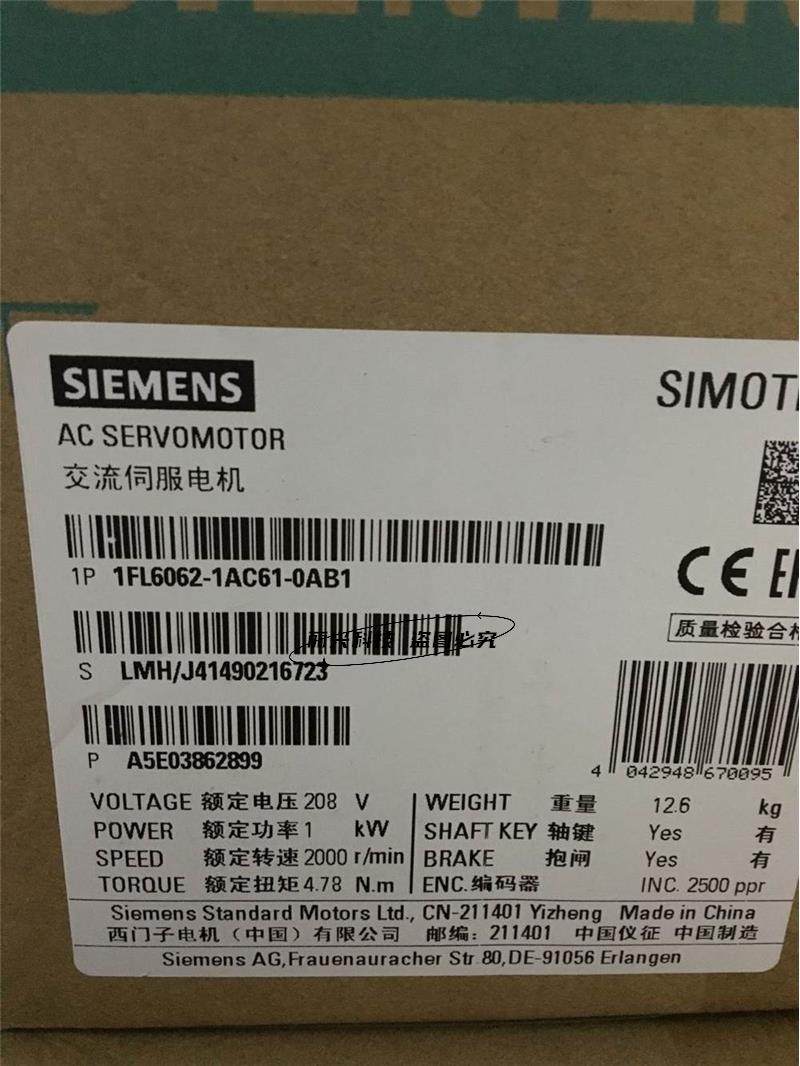 SIEMENS
SIEMENS
SIMOTI
AC SERVOMOTOR
交流伺服电机
1P 1FL6062-1AC61-0AB1
CE
盗图必究
质量检验合格
S LMH/J41490216723
P A5E03862899
4 042948 670095
VOLTAGE 额定电压 208 V WEIGHT 重量 12.6 kg
POWER 额定功率 1 kW SHAFT KEY 轴键 Yes 有
SPEED 额定转速 2000 r/min BRAKE 抱闸 Yes 有
TORQUE 额定扭矩 4.78 N.m ENC.编码器 INC. 2500 ppr
Siemens Standard Motors Ltd., CN-211401 Yizheng Made in China
西门子电机（中国）有限公司 邮编：211401 中国仪征 中国制造
Siemens AG,Frauenauracher Str.80,DE-91056 Erlangen